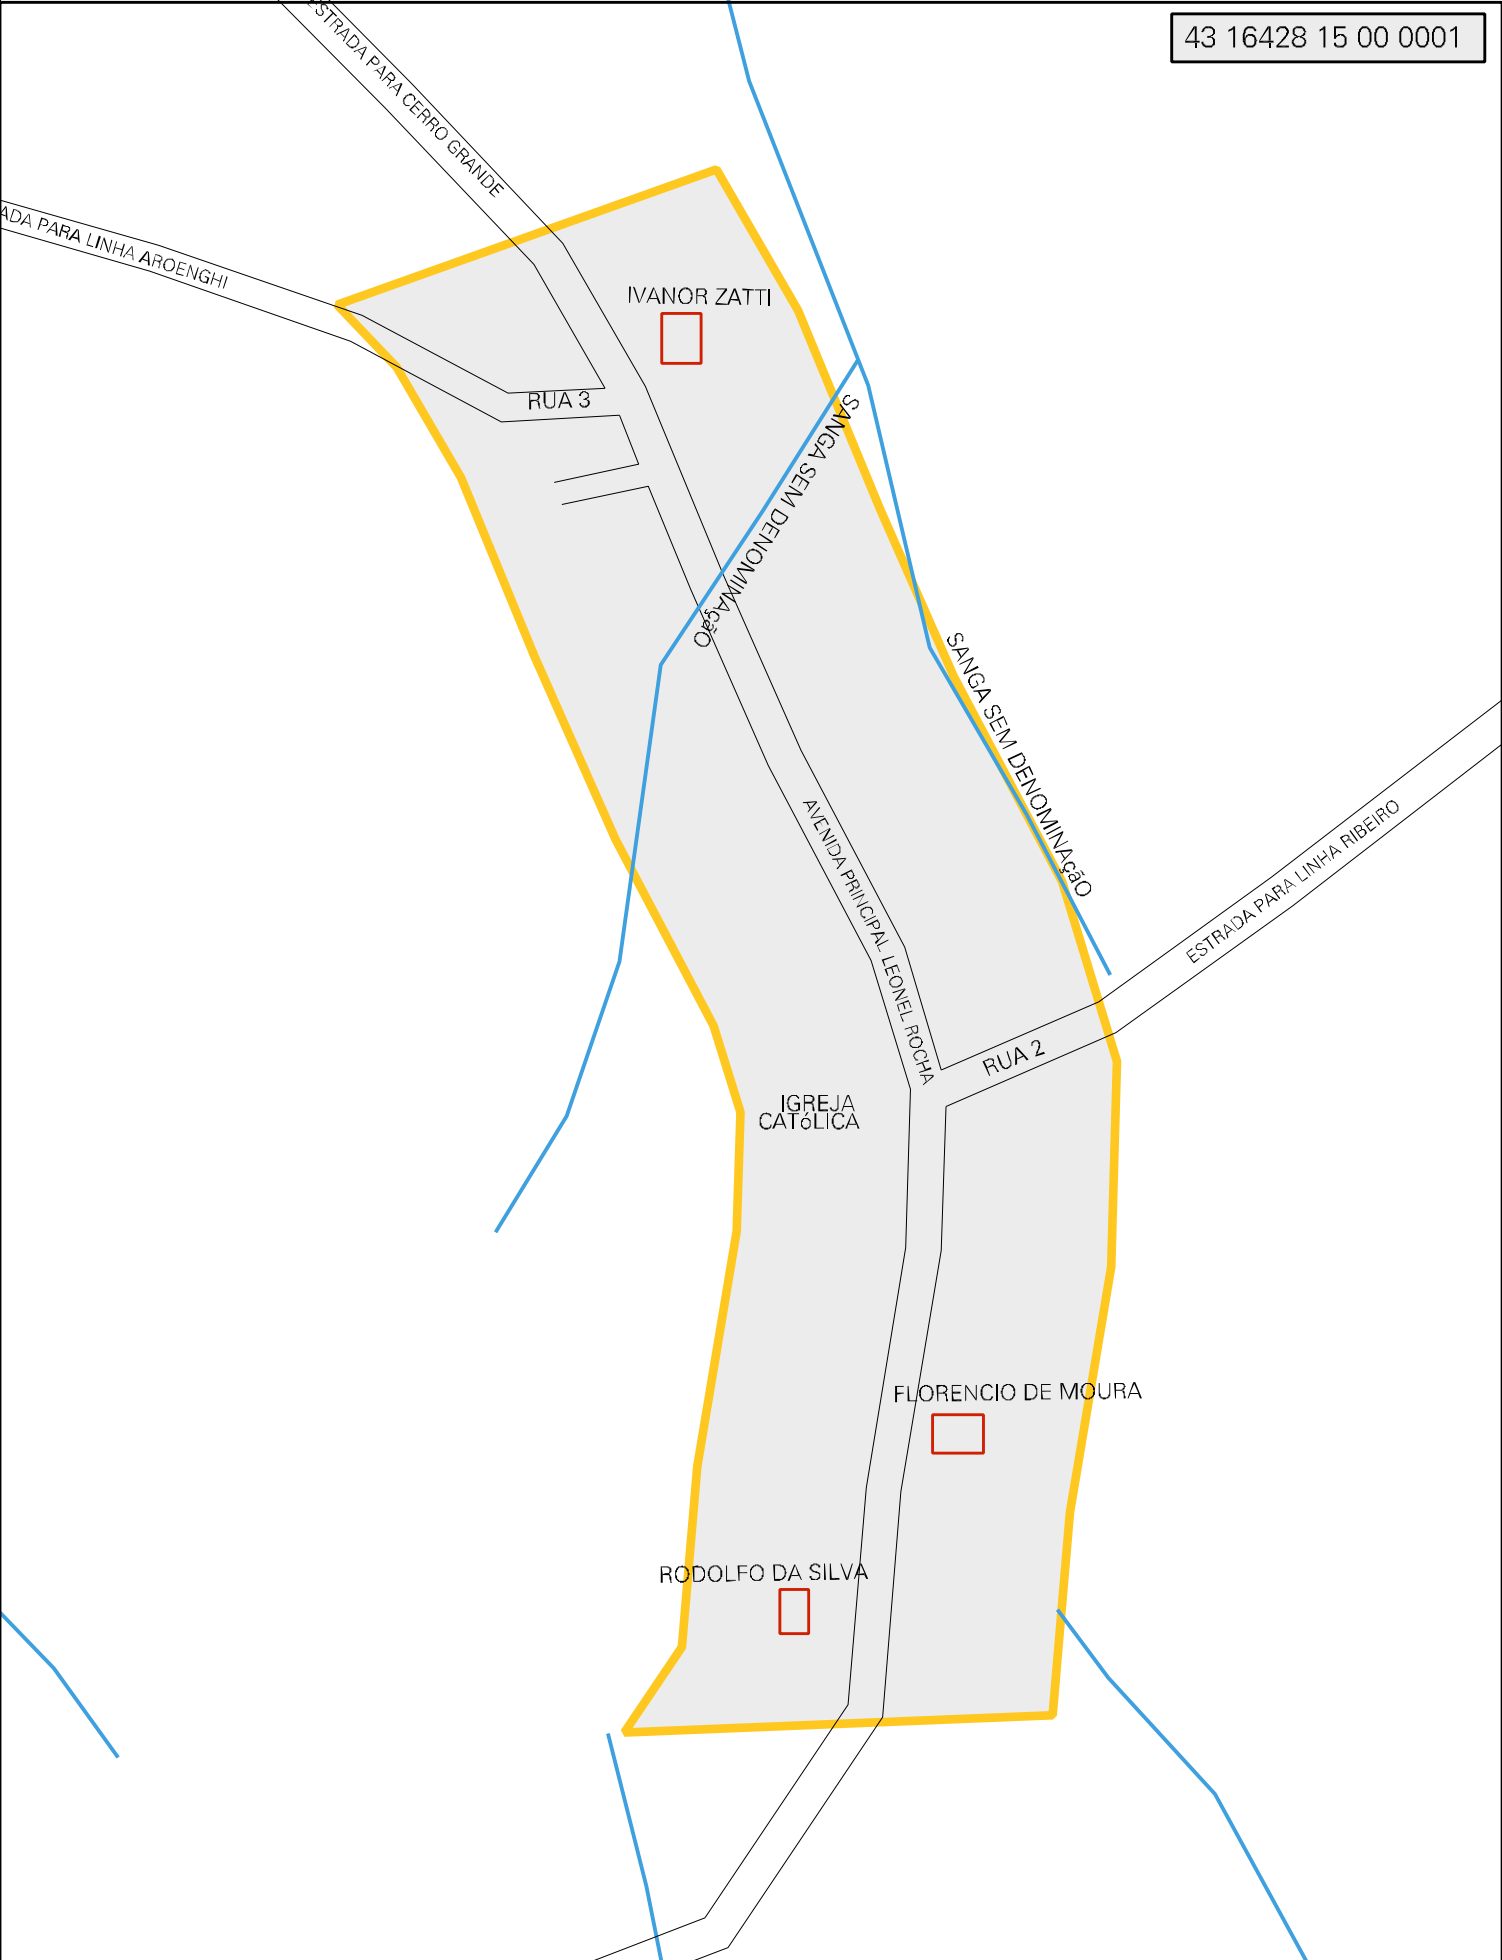 43 16428 15 00 0001
ESTRADA PARA CERRO GRANDE
ADA PARA LINHA AROENGHI
IVANOR ZATTI
RUA 3
SANGA SEM DENOMINAçãO
SANGA SEM DENOMINAçãO
AVENIDA PRINCIPAL LEONEL ROCHA
ESTRADA PARA LINHA RIBEIRO
RUA 2
IGREJA
CATóLICA
FLORENCIO DE MOURA
RODOLFO DA SILVA